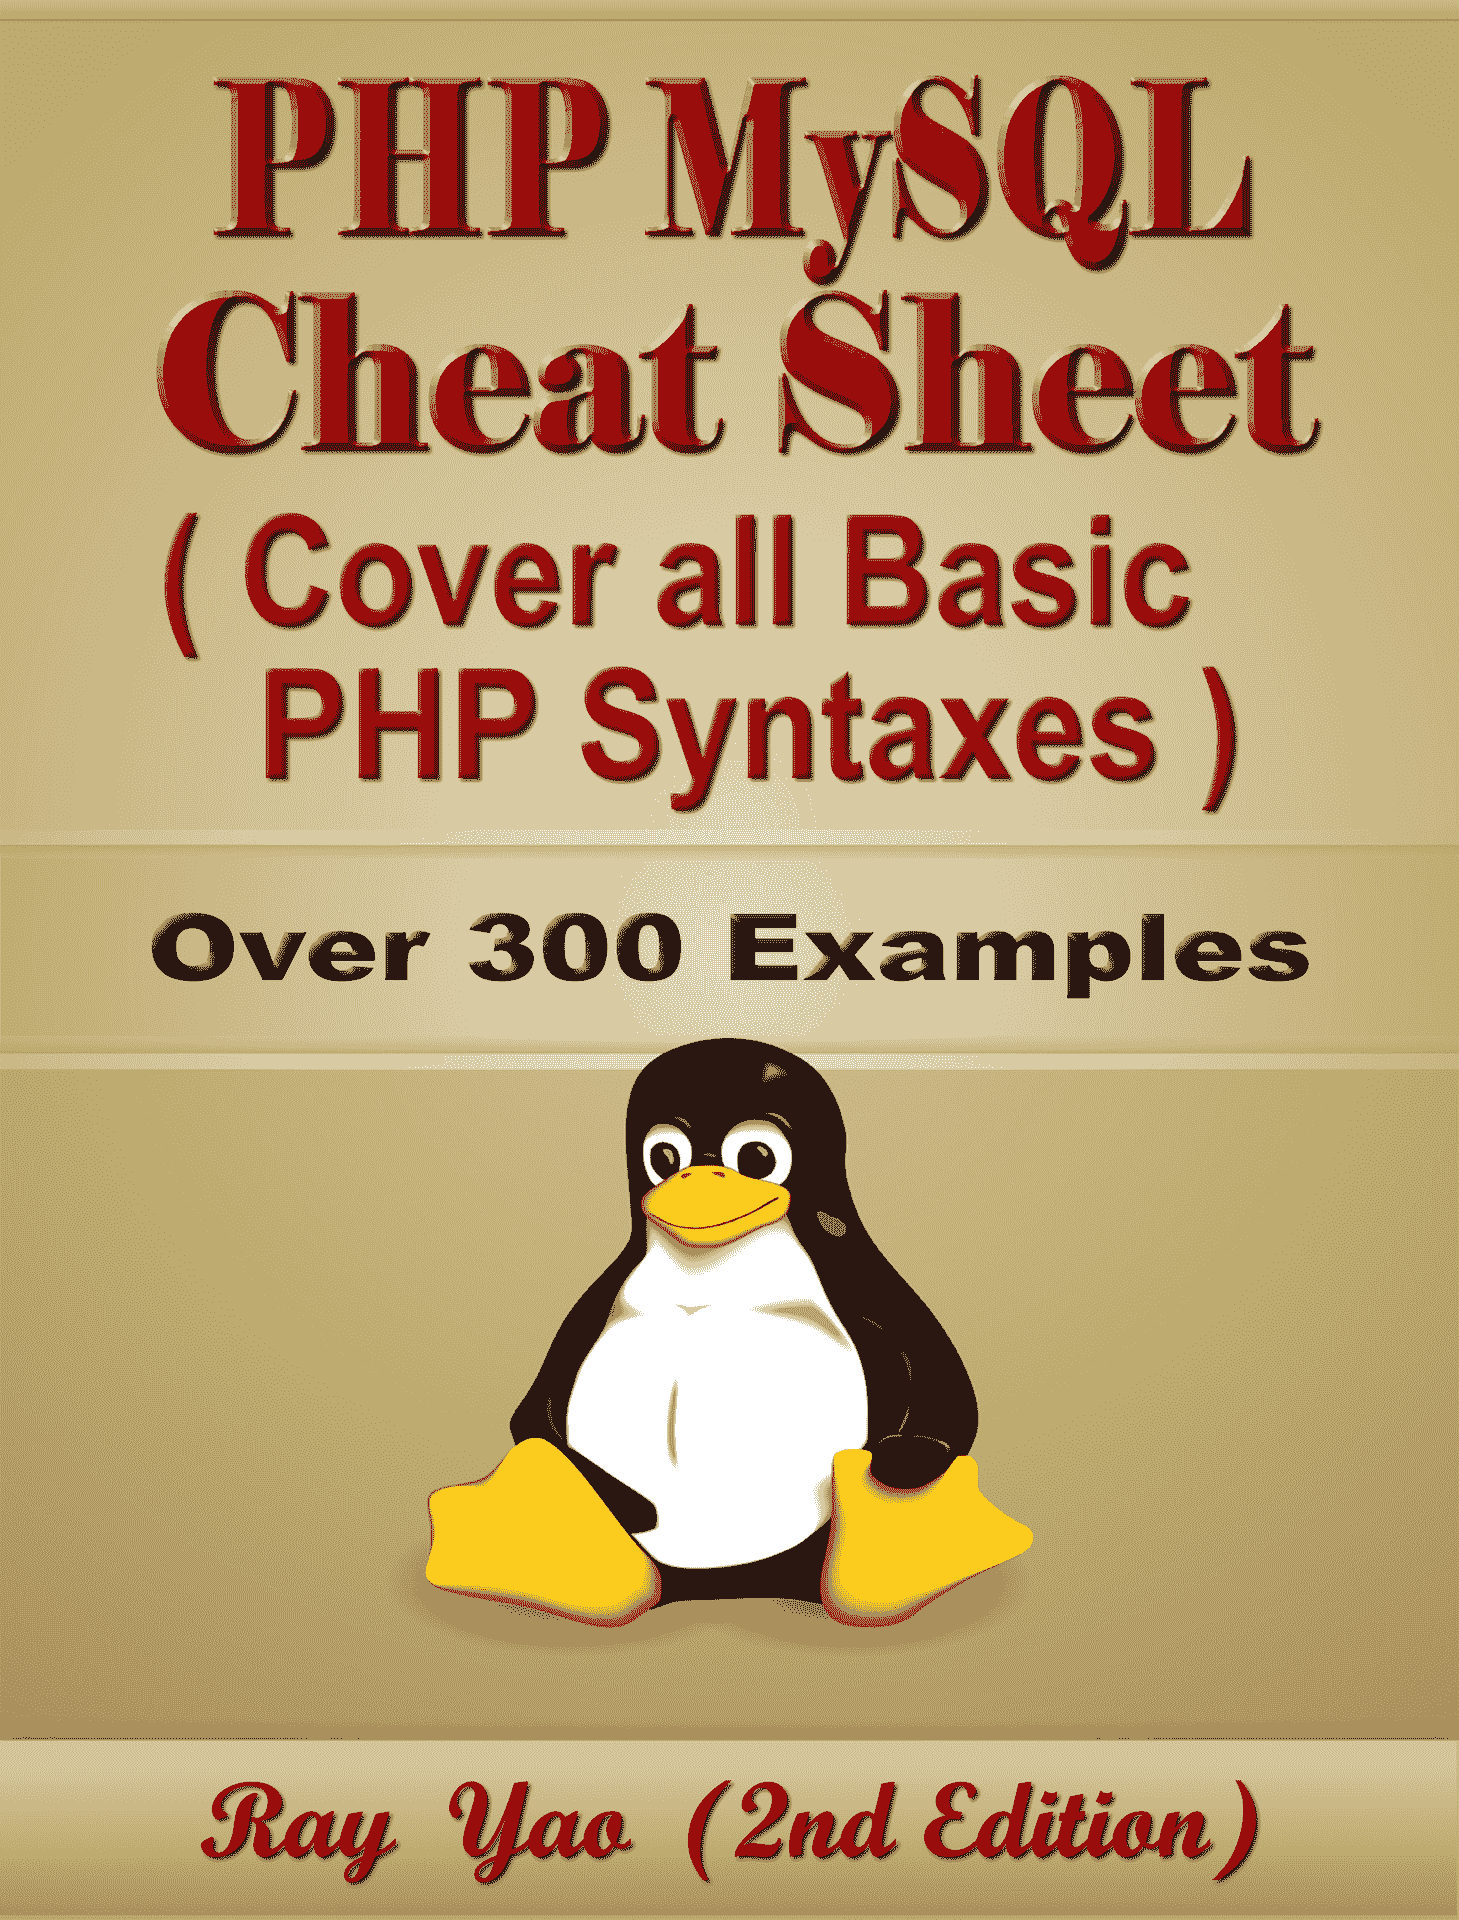 PHP MySQL
Cheat Sheet
( Cover all Basic
PHP Syntaxes )
Over 300 Examples
Ray Yao (2nd Edition)